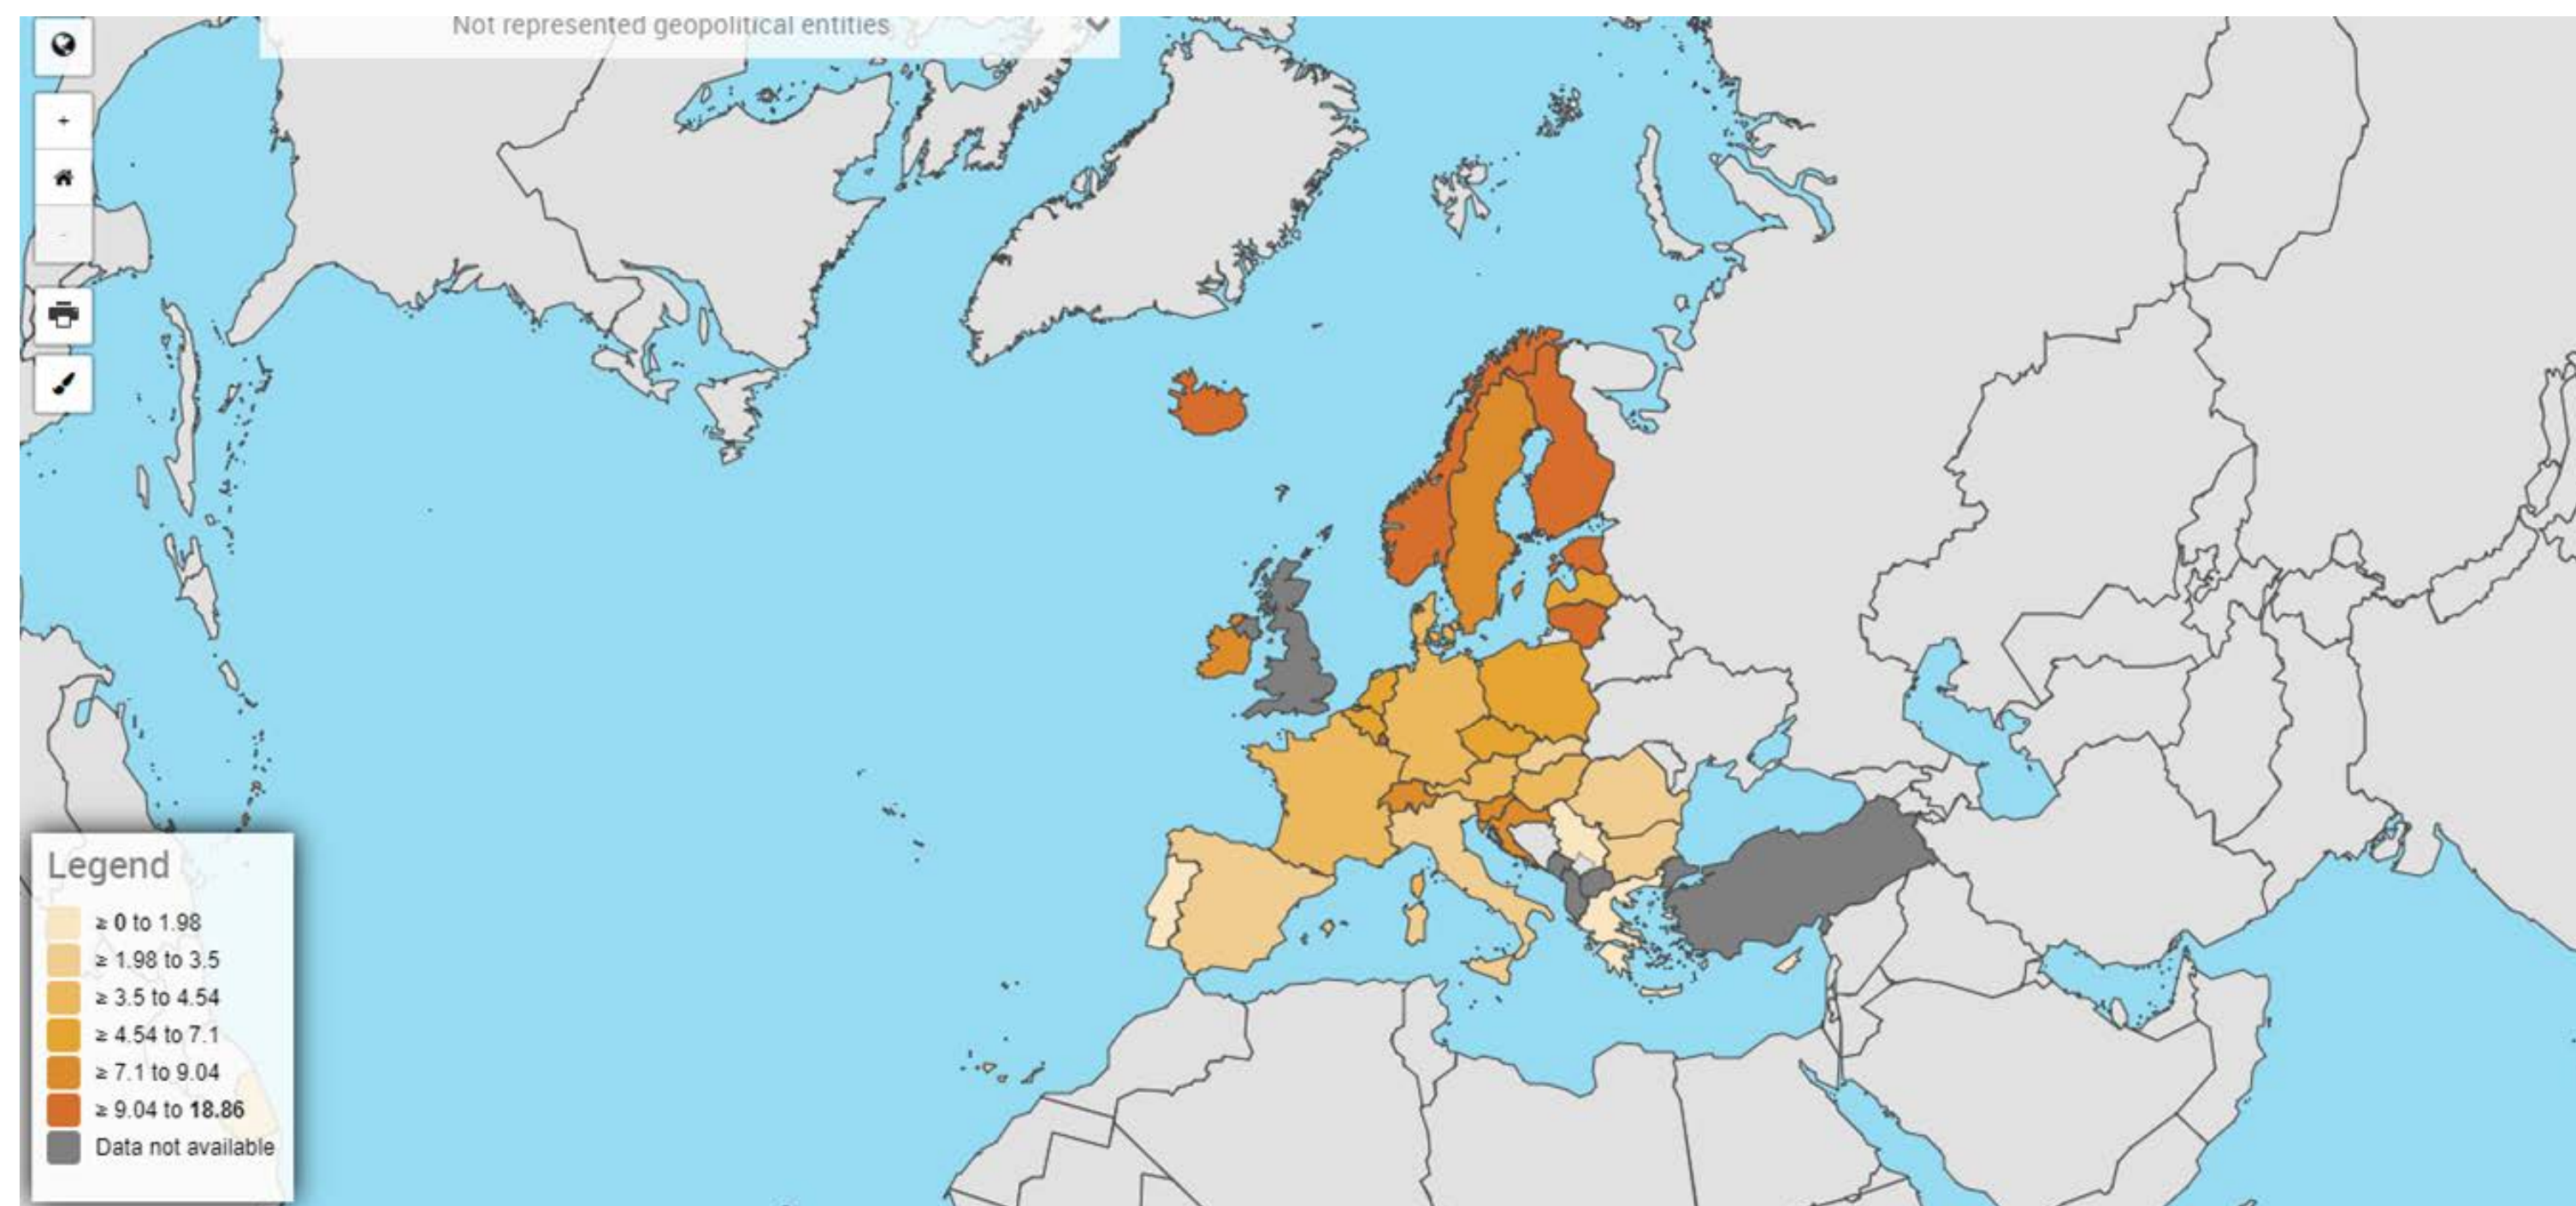 Not represented geopolitical entities
+
-
Legend
≥ 0 to 1.98
≥ 1.98 to 3.5
≥ 3.5 to 4.54
≥ 4.54 to 7.1
≥ 7.1 to 9.04
≥ 9.04 to 18.86
Data not available